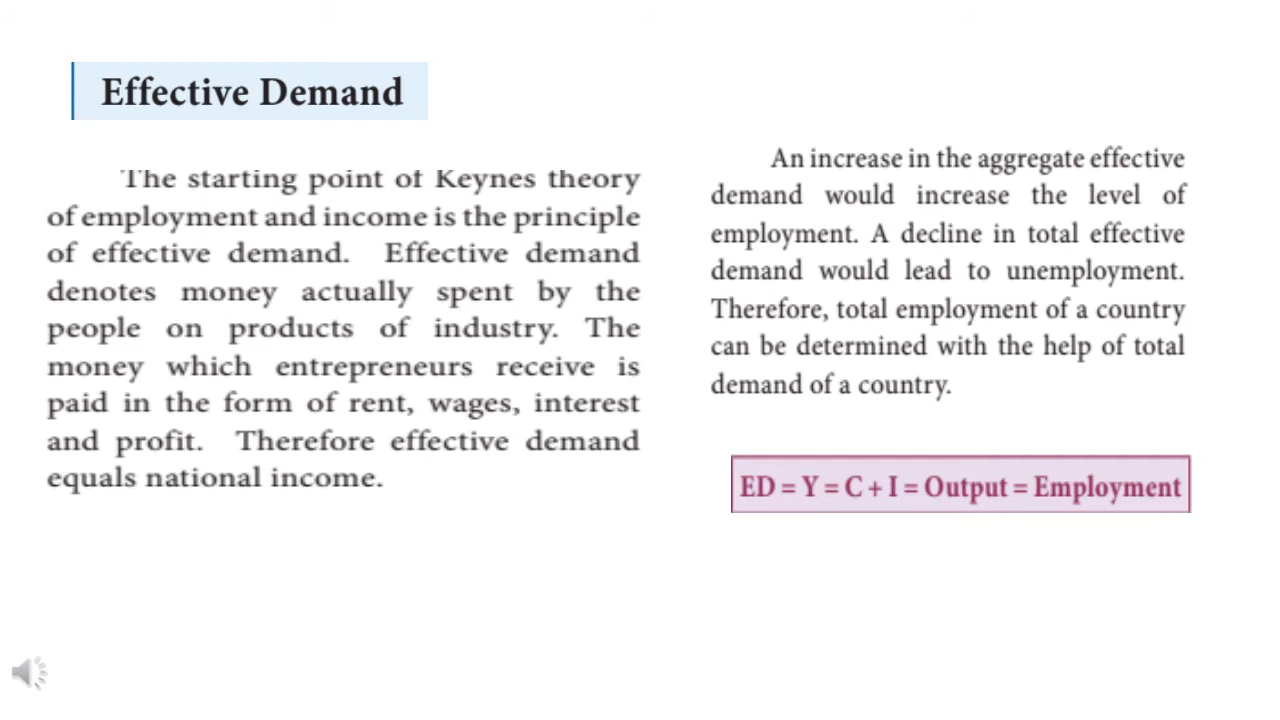 Effective Demand
The starting point of Keynes theory
of employment and income is the principle
of effective demand. Effective demand
denotes money actually spent by the
people on products of industry. The
money which entrepreneurs receive is
paid in the form of rent, wages, interest
and profit. Therefore effective demand
equals national income.
An increase in the aggregate effective
demand would increase the level of
employment. A decline in total effective
demand would lead to unemployment.
Therefore, total employment of a country
can be determined with the help of total
demand of a country.
ED = Y = C + I = Output = Employment